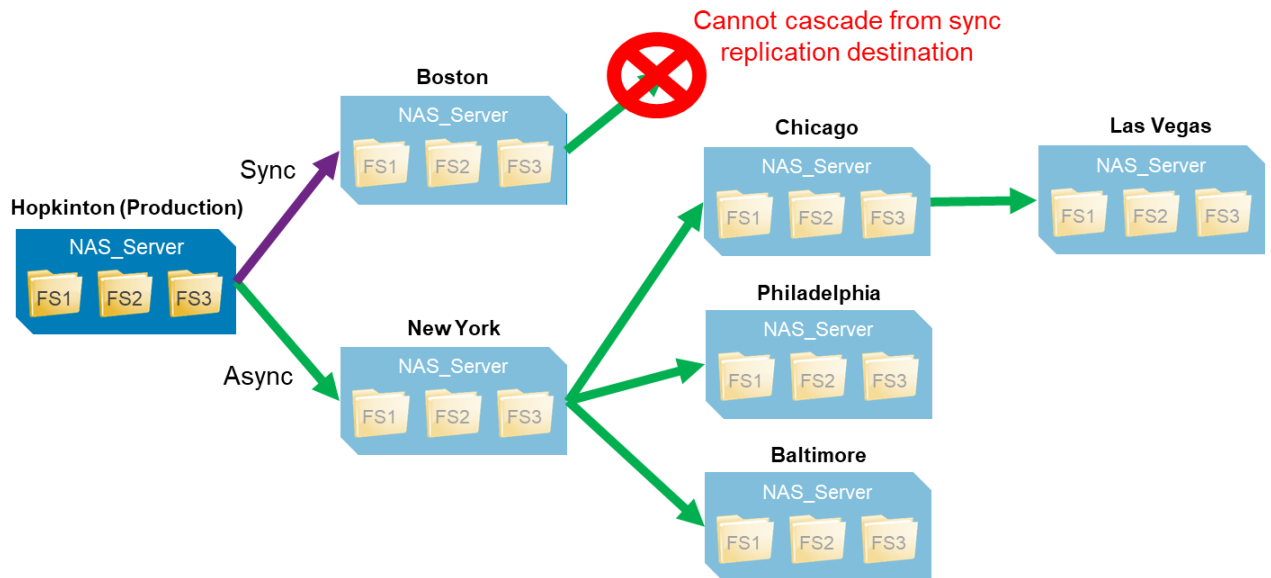 Cannot cascade from sync
replication destination
Boston
NAS_Server
FS1 FS2 FS3
Chicago
NAS_Server
FS1 FS2 FS3
Las Vegas
NAS_Server
FS1 FS2 FS3
Sync
Hopkinton (Production)
NAS_Server
FS1 FS2 FS3
Async
New York
NAS_Server
FS1 FS2 FS3
Philadelphia
NAS_Server
FS1 FS2 FS3
Baltimore
NAS_Server
FS1 FS2 FS3